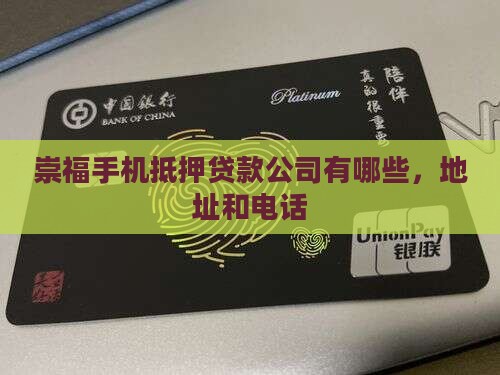 中国银行
BANK OF CHINA
Platinum
陪伴
真的很重要
崇福手机抵押贷款公司有哪些，地
址和电话
UnionPay
银联